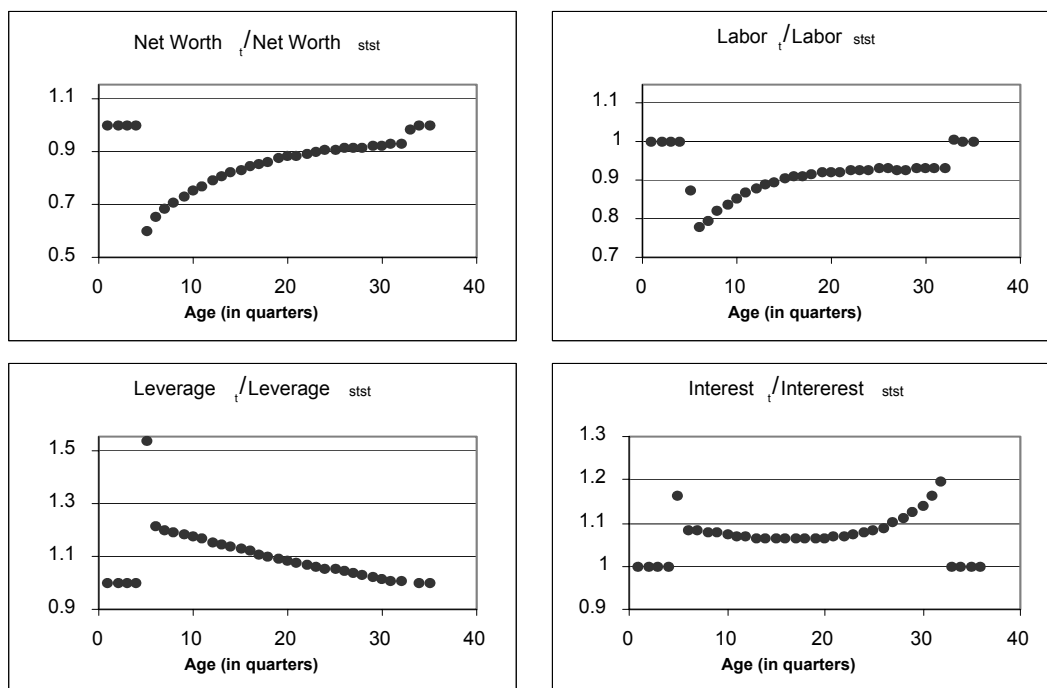 Net Worth t/Net Worth stst
1.1
0.9
0.7
0.5
0 10 20 30 40
Age (in quarters)
Labor t/Labor stst
1.1
1
0.9
0.8
0.7
0 10 20 30 40
Age (in quarters)
Leverage t/Leverage stst
1.5
1.3
1.1
0.9
0 10 20 30 40
Age (in quarters)
Interest t/Intererest stst
1.3
1.2
1.1
1
0.9
0 10 20 30 40
Age (in quarters)